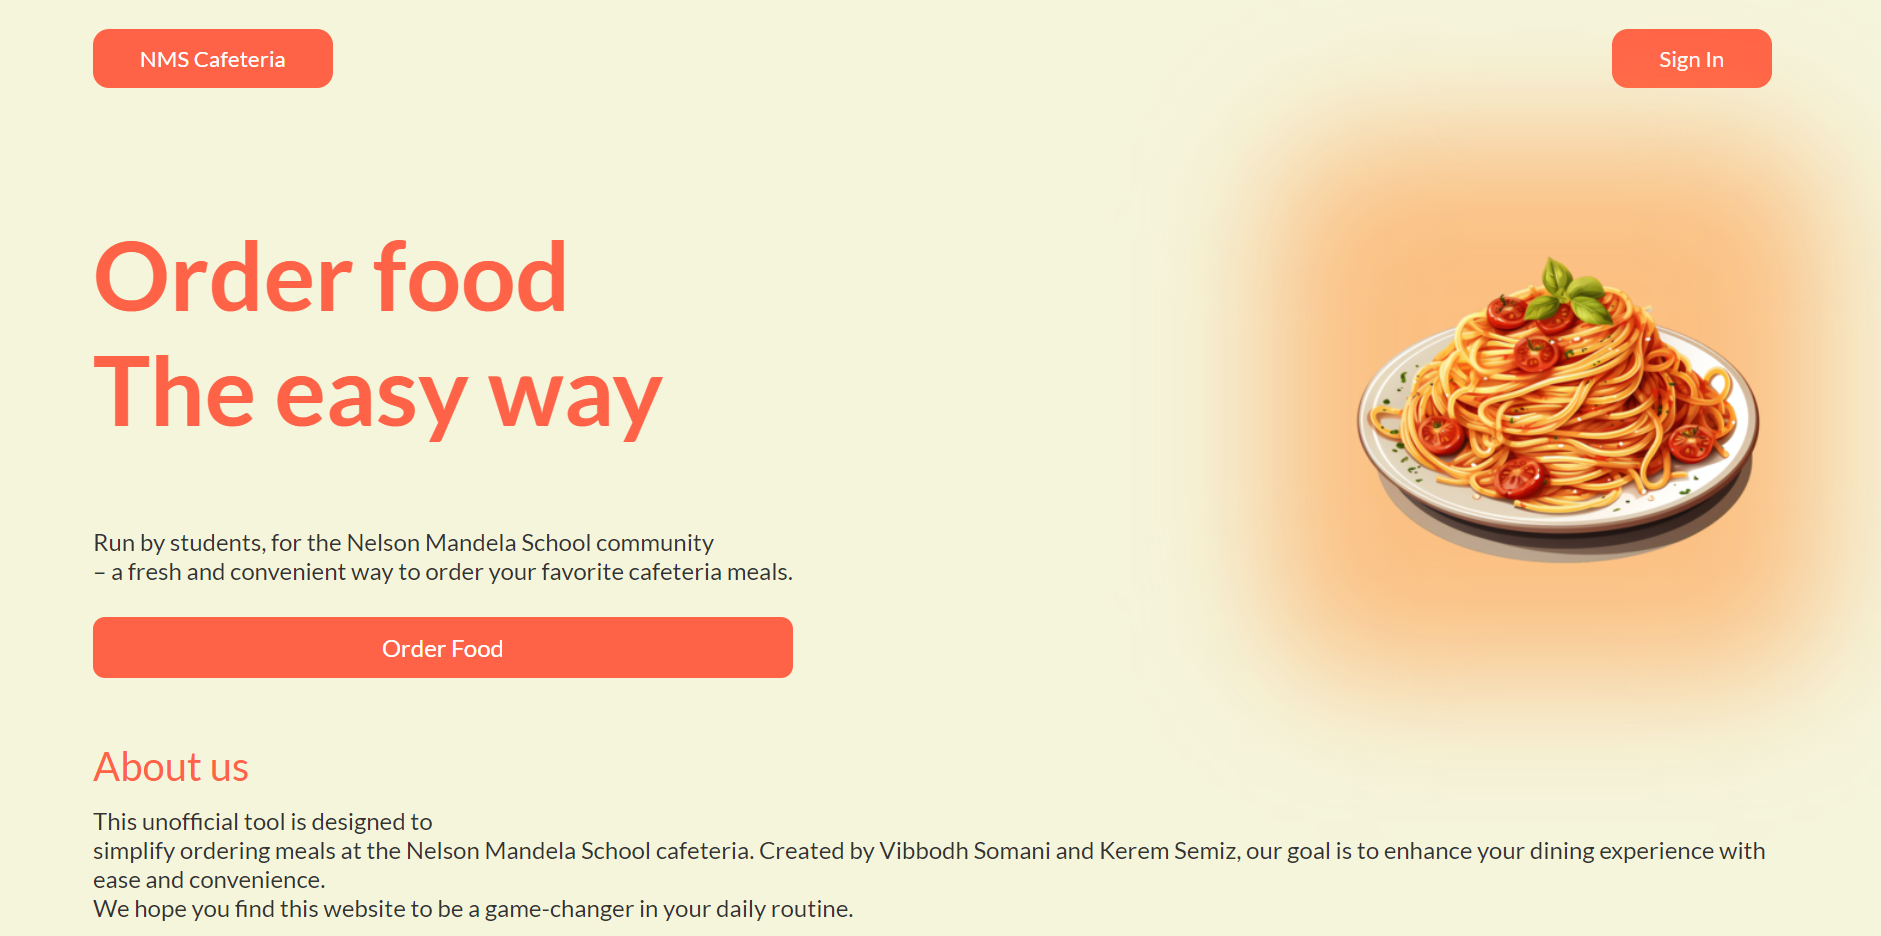 NMS Cafeteria
Sign In
Order food
The easy way
Run by students, for the Nelson Mandela School community
– a fresh and convenient way to order your favorite cafeteria meals.
Order Food
About us
This unofficial tool is designed to
simplify ordering meals at the Nelson Mandela School cafeteria. Created by Vibbodh Somani and Kerem Semiz, our goal is to enhance your dining experience with
ease and convenience.
We hope you find this website to be a game-changer in your daily routine.